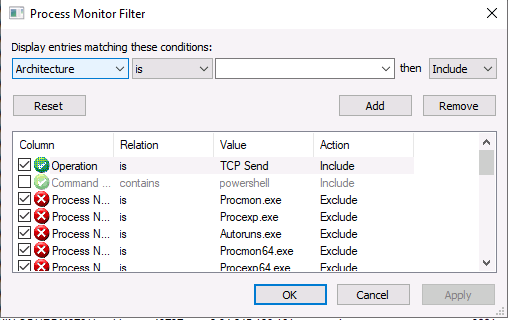 Process Monitor Filter
Display entries matching these conditions:
Architecture is then Include
Reset Add Remove
Column Relation Value Action
Operation is TCP Send Include
Command ... contains powershell Include
Process N... is Procmon.exe Exclude
Process N... is Procexp.exe Exclude
Process N... is Autoruns.exe Exclude
Process N... is Procmon64.exe Exclude
Process N... is Procexp64.exe Exclude
OK Cancel Apply